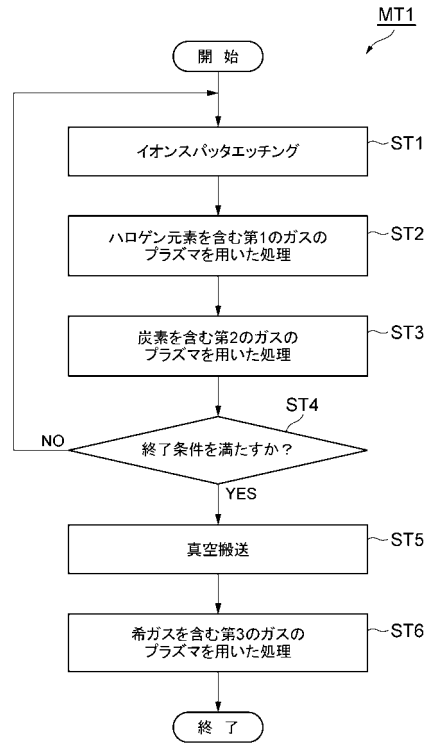 MT1
開 始
イオンスパッタエッチング
ST1
ハロゲン元素を含む第1のガスの
プラズマを用いた処理
ST2
炭素を含む第2のガスの
プラズマを用いた処理
ST3
ST4
終了条件を満たすか?
NO
YES
真空搬送
ST5
希ガスを含む第3のガスの
プラズマを用いた処理
ST6
終 了